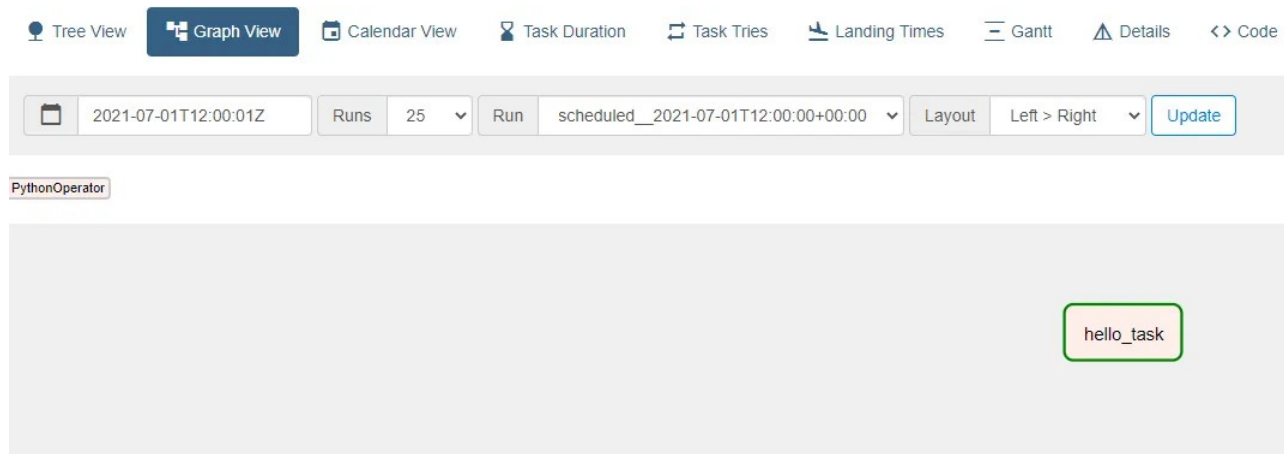 Tree View Graph View Calendar View Task Duration Task Tries Landing Times Gantt Details <> Code
2021-07-01T12:00:01Z Runs 25 Run scheduled__2021-07-01T12:00:00+00:00 Layout Left > Right Update
PythonOperator
hello_task